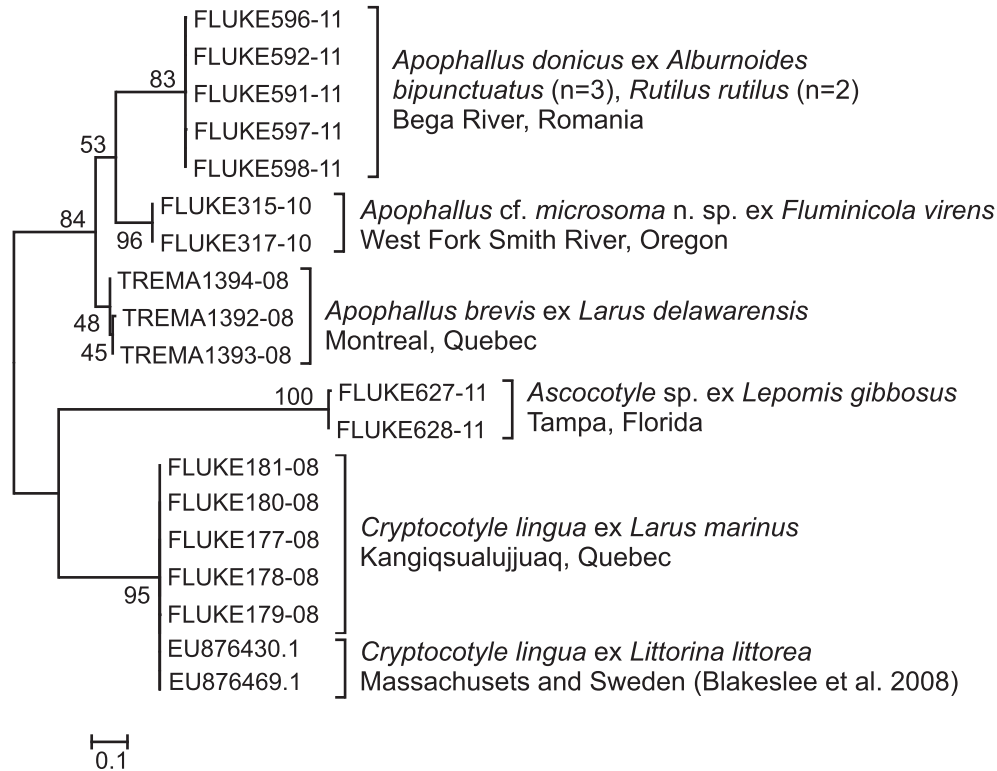 FLUKE596-11
FLUKE592-11
83
FLUKE591-11
FLUKE597-11
FLUKE598-11
Apophallus donicus ex Alburnoides
bipunctuatus (n=3), Rutilus rutilus (n=2)
Bega River, Romania
53
84
FLUKE315-10
96
FLUKE317-10
Apophallus cf. microsoma n. sp. ex Fluminicola virens
West Fork Smith River, Oregon
TREMA1394-08
48
TREMA1392-08
45
TREMA1393-08
Apophallus brevis ex Larus delawarensis
Montreal, Quebec
100
FLUKE627-11
FLUKE628-11
Ascocotyle sp. ex Lepomis gibbosus
Tampa, Florida
FLUKE181-08
FLUKE180-08
FLUKE177-08
FLUKE178-08
95
FLUKE179-08
Cryptocotyle lingua ex Larus marinus
Kangiqsualujjuaq, Quebec
EU876430.1
EU876469.1
Cryptocotyle lingua ex Littorina littorea
Massachusets and Sweden (Blakeslee et al. 2008)
0.1